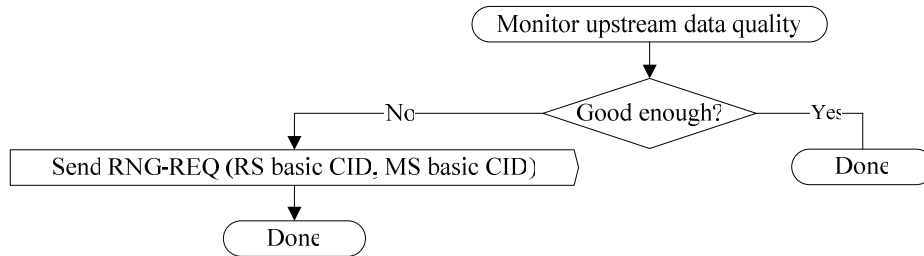 Monitor upstream data quality
Good enough?
No
Yes
Send RNG-REQ (RS basic CID, MS basic CID)
Done
Done